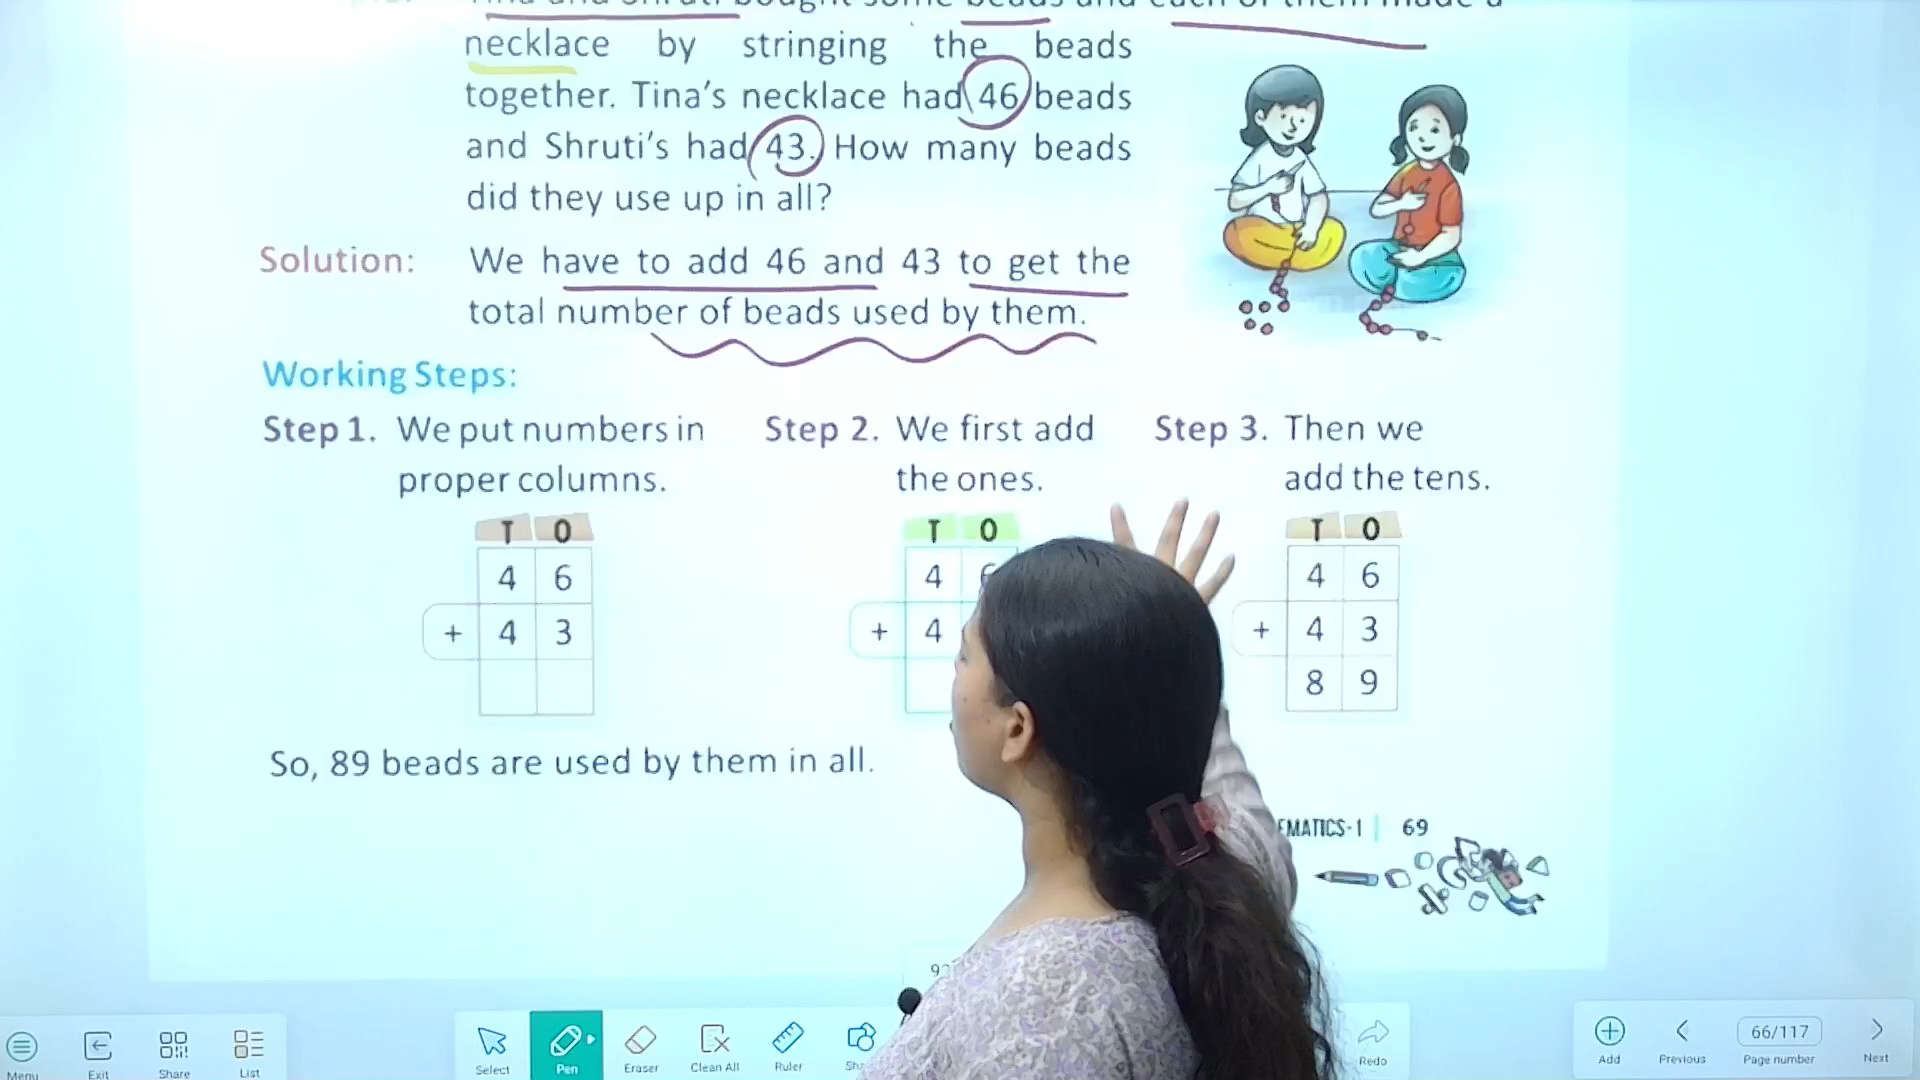 necklace by stringing the beads
together. Tina's necklace had 46 beads
and Shruti's had 43. How many beads
did they use up in all?
Solution: We have to add 46 and 43 to get the
total number of beads used by them.
Working Steps:
Step 1. We put numbers in
proper columns.
T O
4 6
+ 4 3
Step 2. We first add
the ones.
T O
4
+ 4
Step 3. Then we
add the tens.
T O
4 6
+ 4 3
8 9
So, 89 beads are used by them in all.
EMATICS-1 69
Menu
Exit
Share
List
Select
Pen
Eraser
Clean All
Ruler
Redo
Add
Previous
66/117
Page number
Next